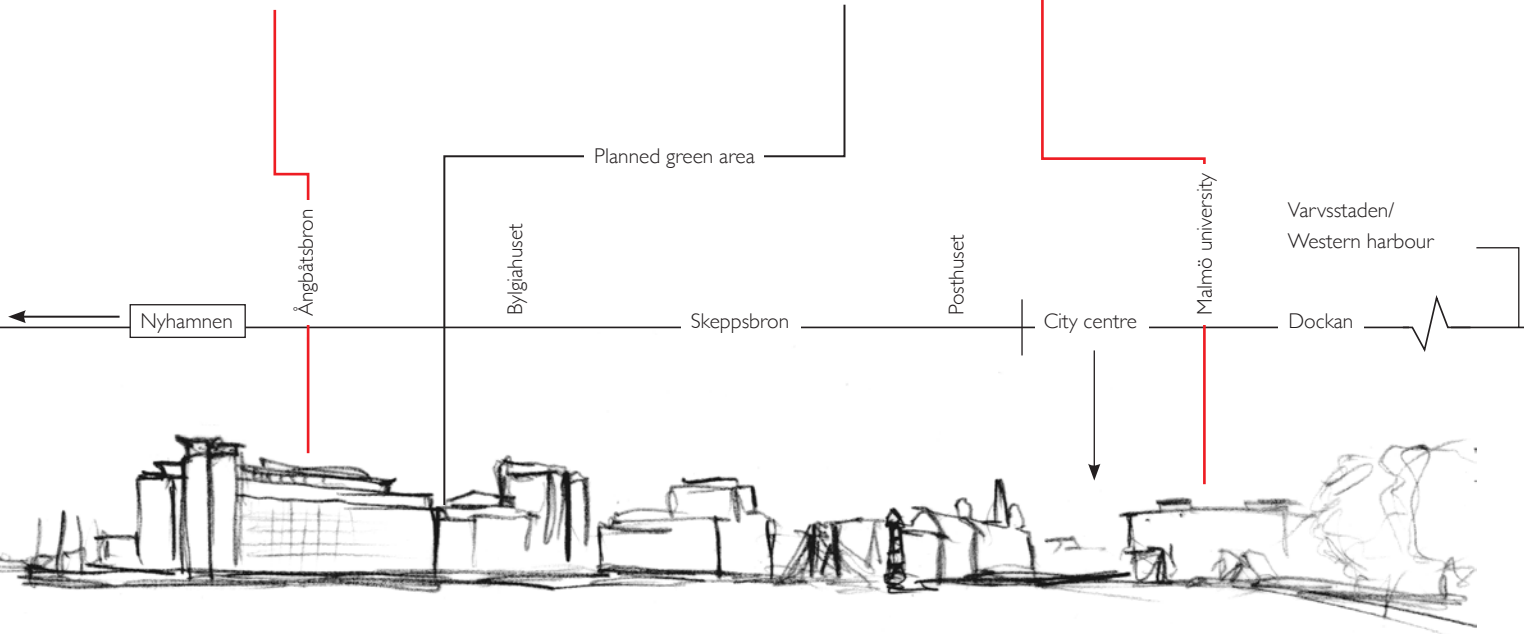 Planned green area
Ångbåtsbron
Bylgiahuset
Posthuset
Malmö university
Varvsstaden/
Western harbour
Nyhamnen
Skeppsbron
City centre
Dockan